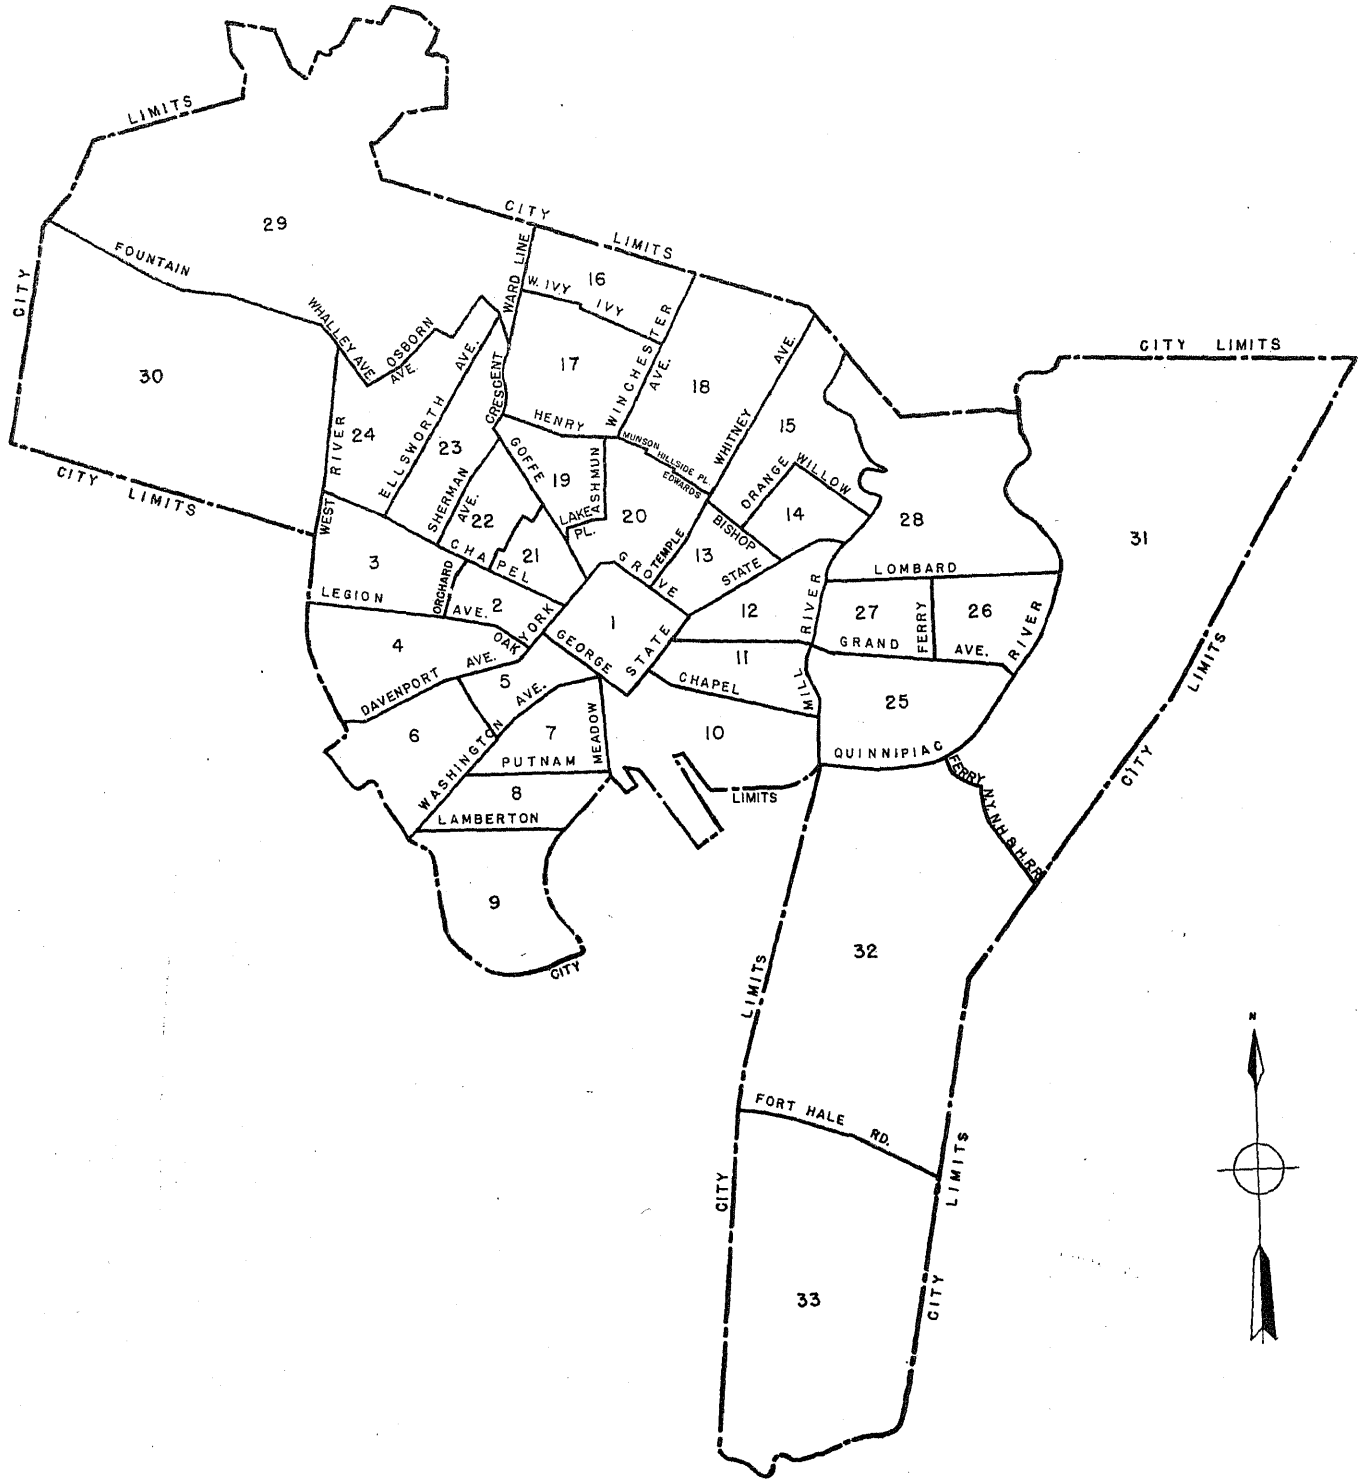 LIMITS
CITY
LIMITS
29
CITY
FOUNTAIN
WARD LINE
16
W. IVY
IVY
WHALLEY AVE.
OSBORN
AVE.
ELLSWORTH
AVE.
CRESCENT
17
WINCHESTER
AVE.
18
WHITNEY
AVE.
CITY LIMITS
30
24
23
HENRY
MUNSON
HILLSIDE PL.
EDWARDS
15
ORANGE
WILLOW
CITY LIMITS
WEST
RIVER
SHERMAN
AVE.
22
GOFFE
19
ASHMUN
LAKE
PL.
20
BISHOP
14
28
31
3
CHAPEL
21
GROVE
TEMPLE
13
STATE
LOMBARD
LEGION
ORCHARD
AVE.
2
OAK
YORK
1
GEORGE
STATE
12
MILL
RIVER
27
FERRY
26
GRAND
AVE.
RIVER
4
DAVENPORT
AVE.
5
11
CHAPEL
LIMITS
6
WASHINGTON
AVE.
7
MEADOW
10
25
PUTNAM
QUINNIPIAC
FERRY
8
LIMITS
CITY
LAMBERTON
N.Y. N.H & H.R.R.
9
CITY
32
LIMITS
N
FORT HALE
RD.
CITY
LIMITS
33
CITY